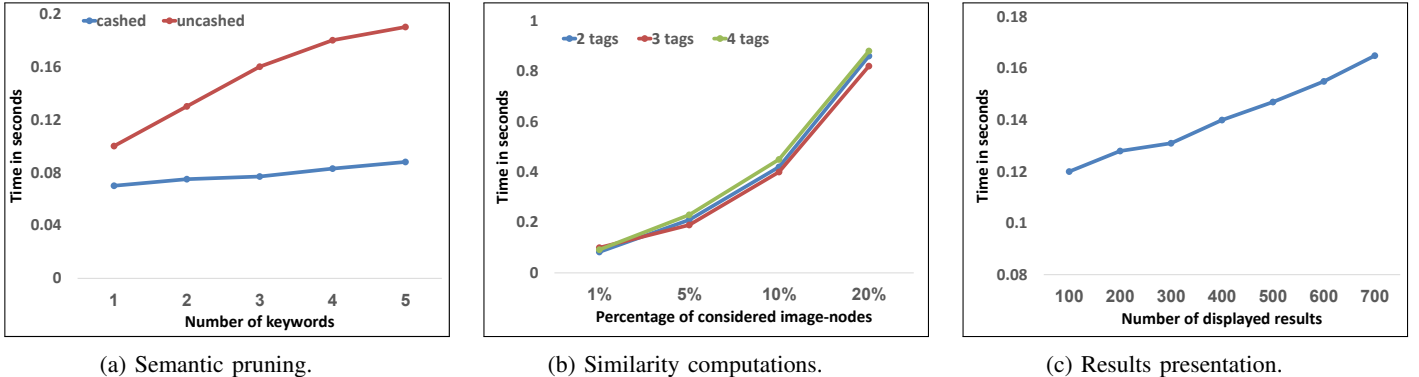 0.2
cashed uncashed
0.16
0.12
0.08
0.04
0
Time in seconds
1 2 3 4 5
Number of keywords
(a) Semantic pruning.
1
2 tags 3 tags 4 tags
0.8
0.6
0.4
0.2
0
Time in seconds
1% 5% 10% 20%
Percentage of considered image-nodes
(b) Similarity computations.
0.18
0.16
0.14
0.12
0.1
0.08
Time in seconds
100 200 300 400 500 600 700
Number of displayed results
(c) Results presentation.